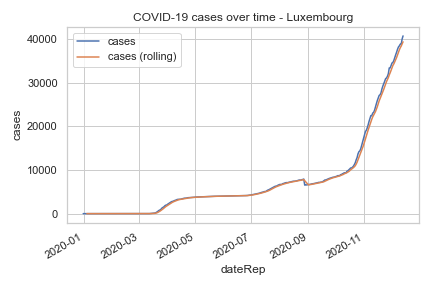 COVID-19 cases over time - Luxembourg
cases
cases (rolling)
40000
30000
20000
10000
0
cases
2020-01
2020-03
2020-05
2020-07
2020-09
2020-11
dateRep